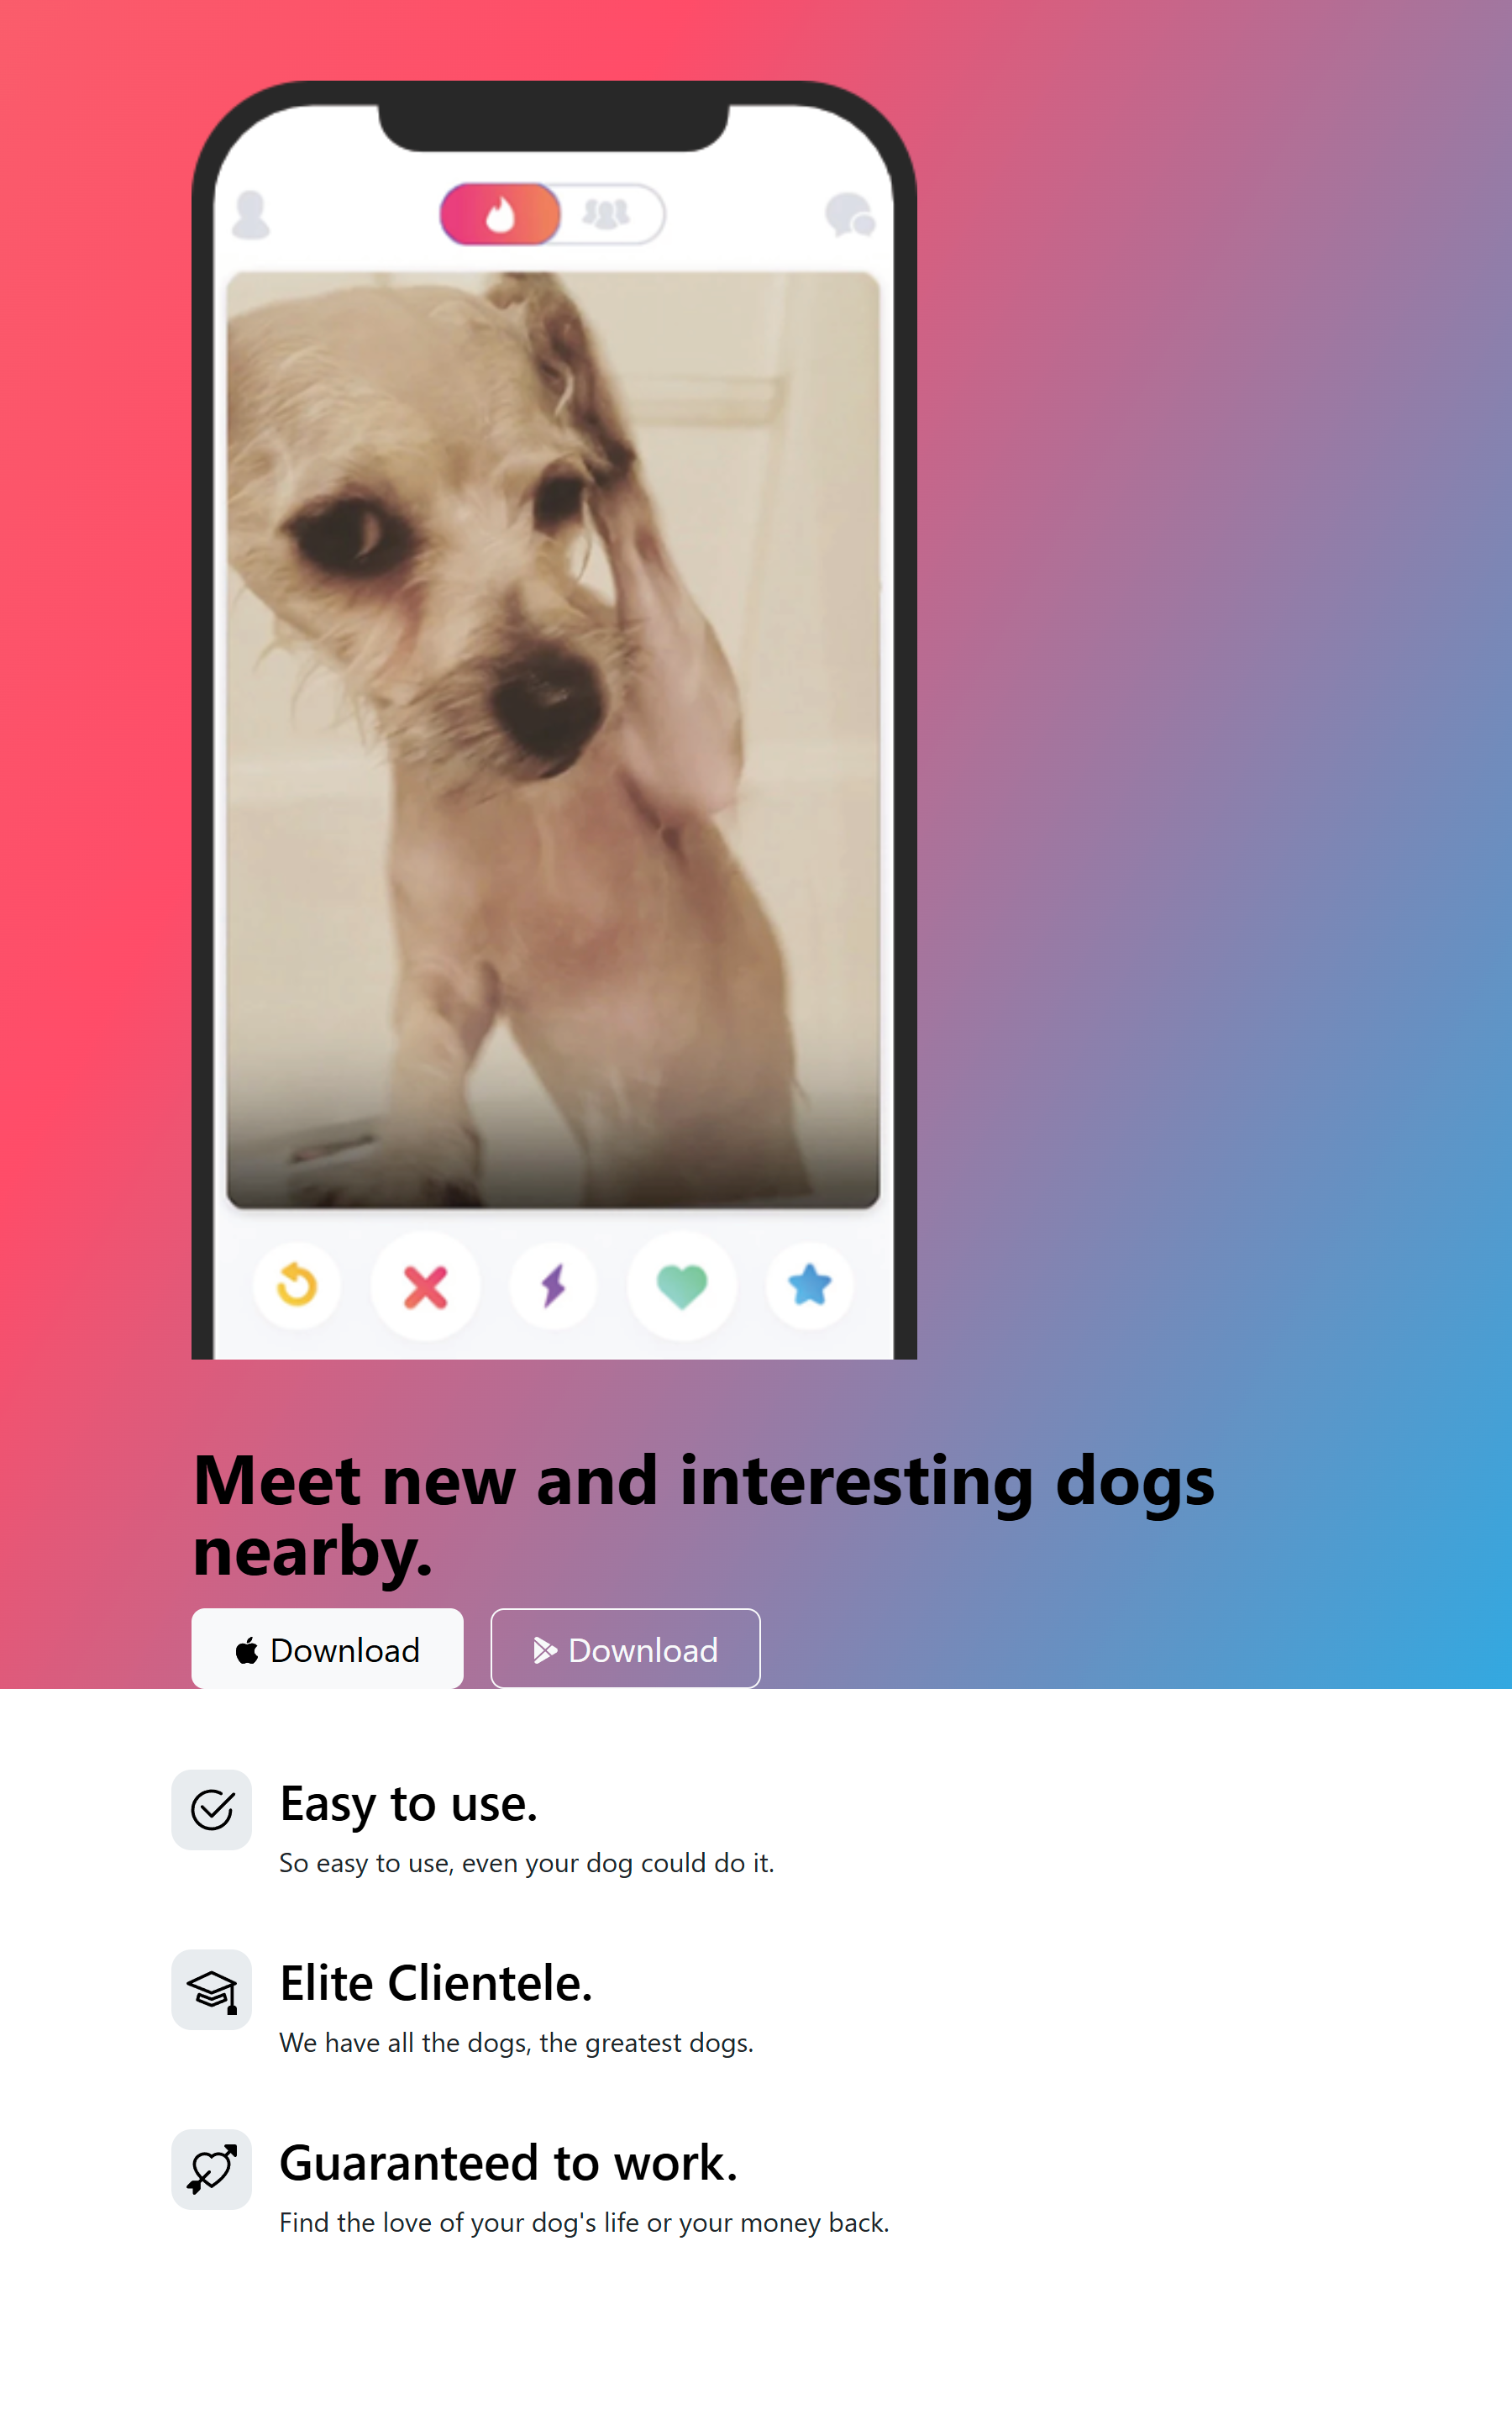 Meet new and interesting dogs
nearby.
Download
Download
Easy to use.
So easy to use, even your dog could do it.
Elite Clientele.
We have all the dogs, the greatest dogs.
Guaranteed to work.
Find the love of your dog's life or your money back.